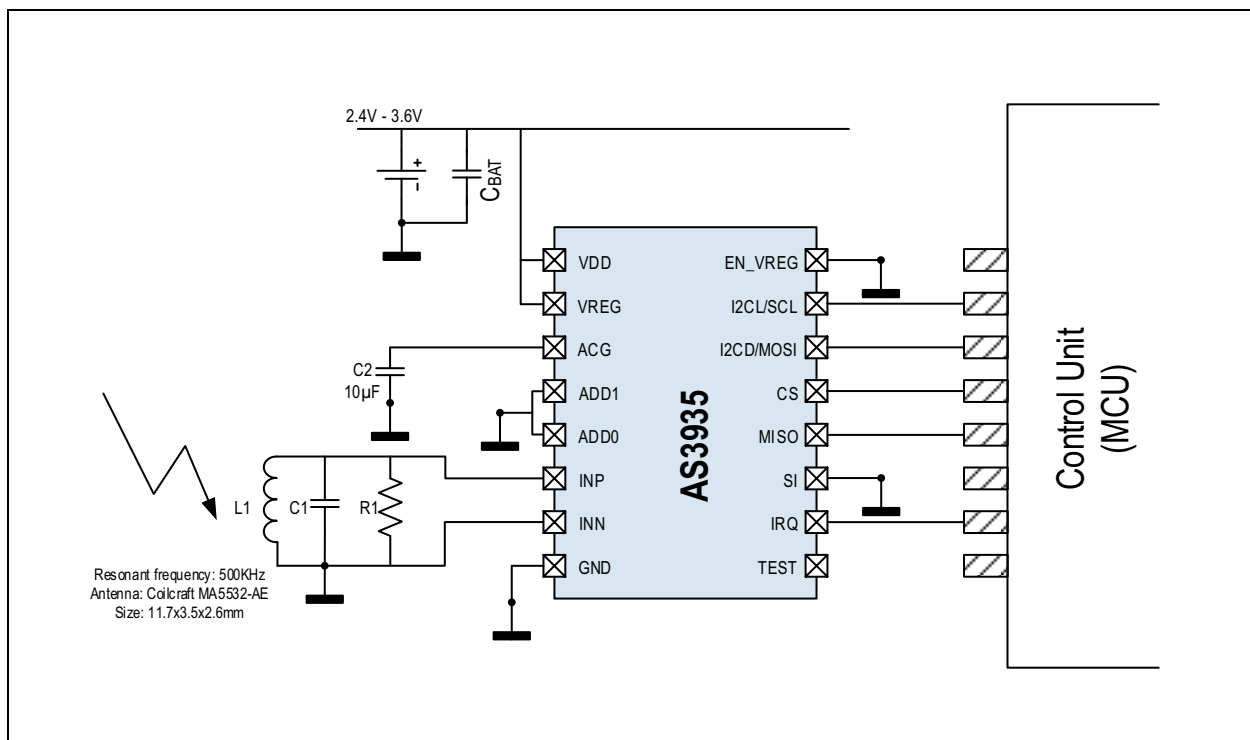 2.4V - 3.6V
+
−
CBAT
VDD
VREG
ACG
ADD1
ADD0
INP
INN
GND
AS3935
EN_VREG
I2CL/SCL
I2CD/MOSI
CS
MISO
SI
IRQ
TEST
C2
10µF
L1
C1
R1
Resonant frequency: 500KHz
Antenna: Coilcraft MA5532-AE
Size: 11.7x3.5x2.6mm
Control Unit
(MCU)